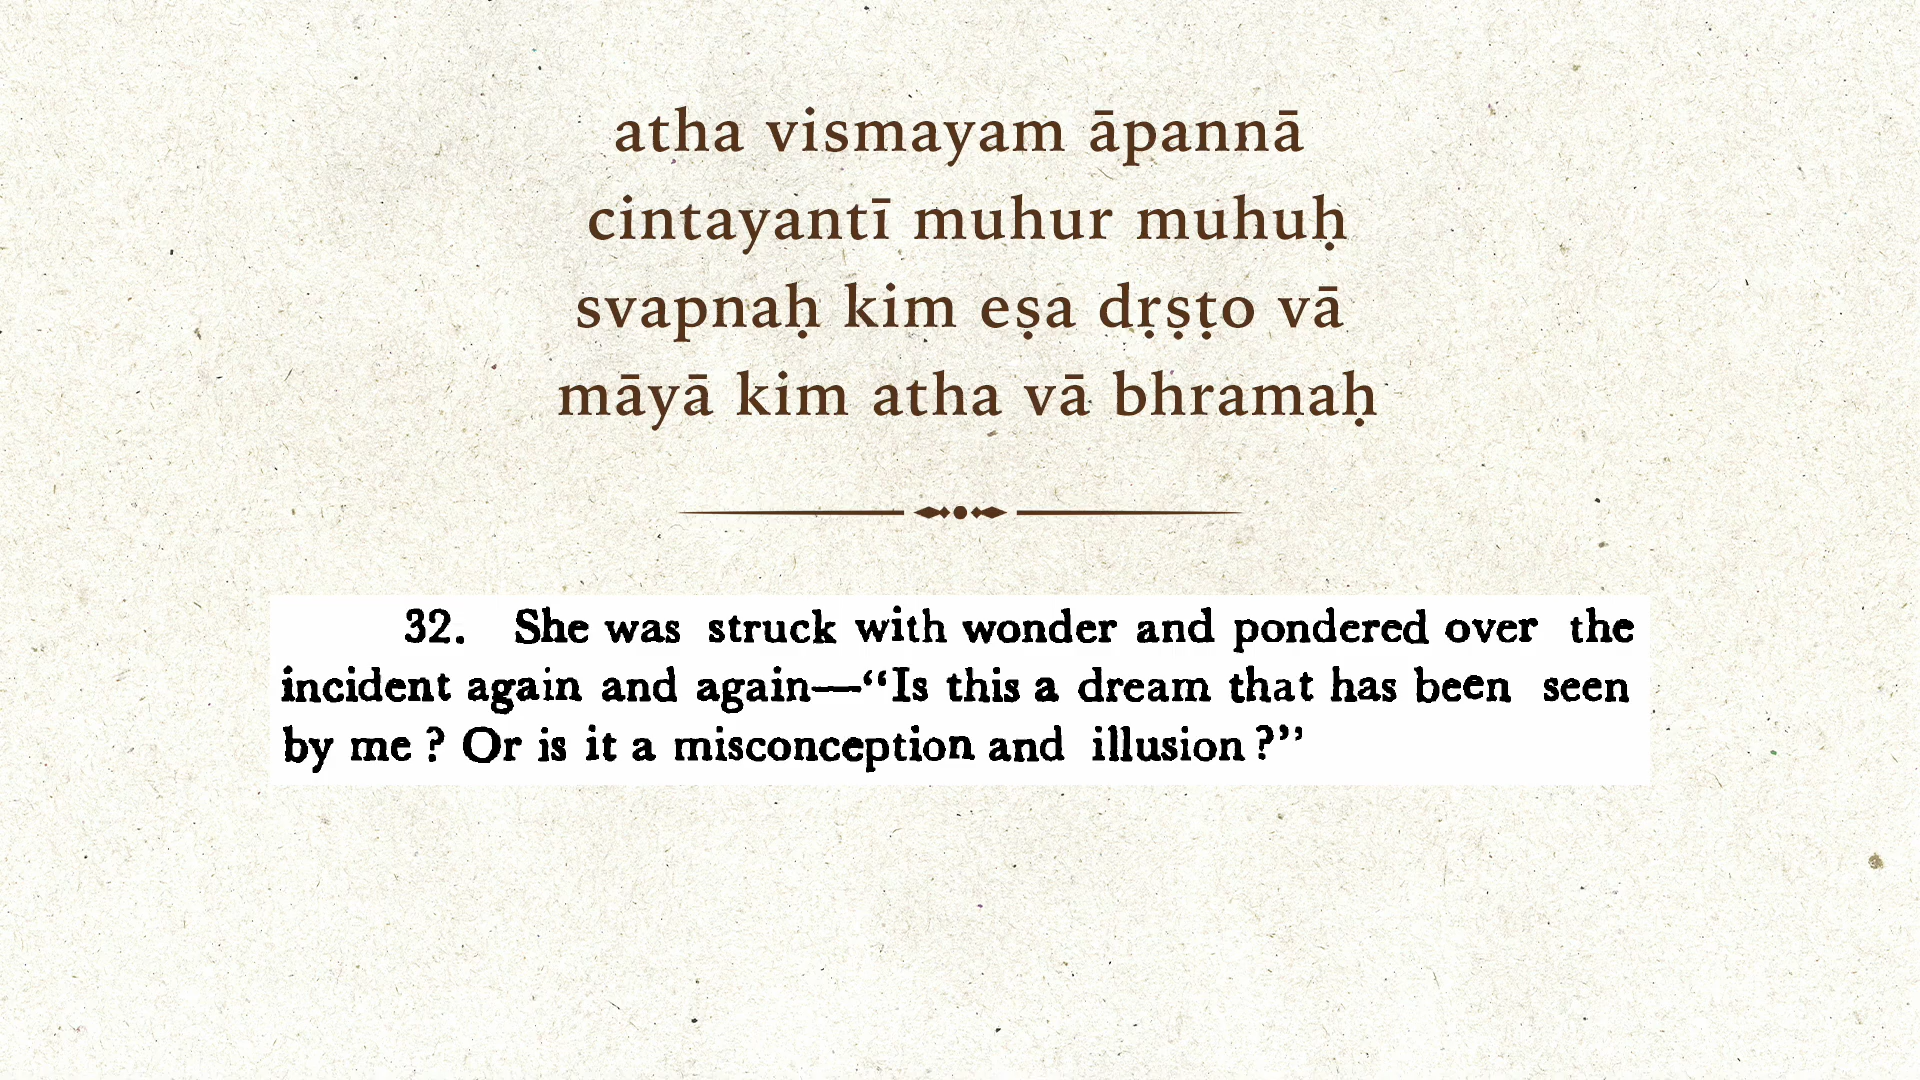 atha vismayam āpannā
cintayantī muhur muhuḥ
svapnaḥ kim eṣa dṛṣṭo vā
māyā kim atha vā bhramaḥ
32. She was struck with wonder and pondered over the
incident again and again—“Is this a dream that has been seen
by me ? Or is it a misconception and illusion ?”